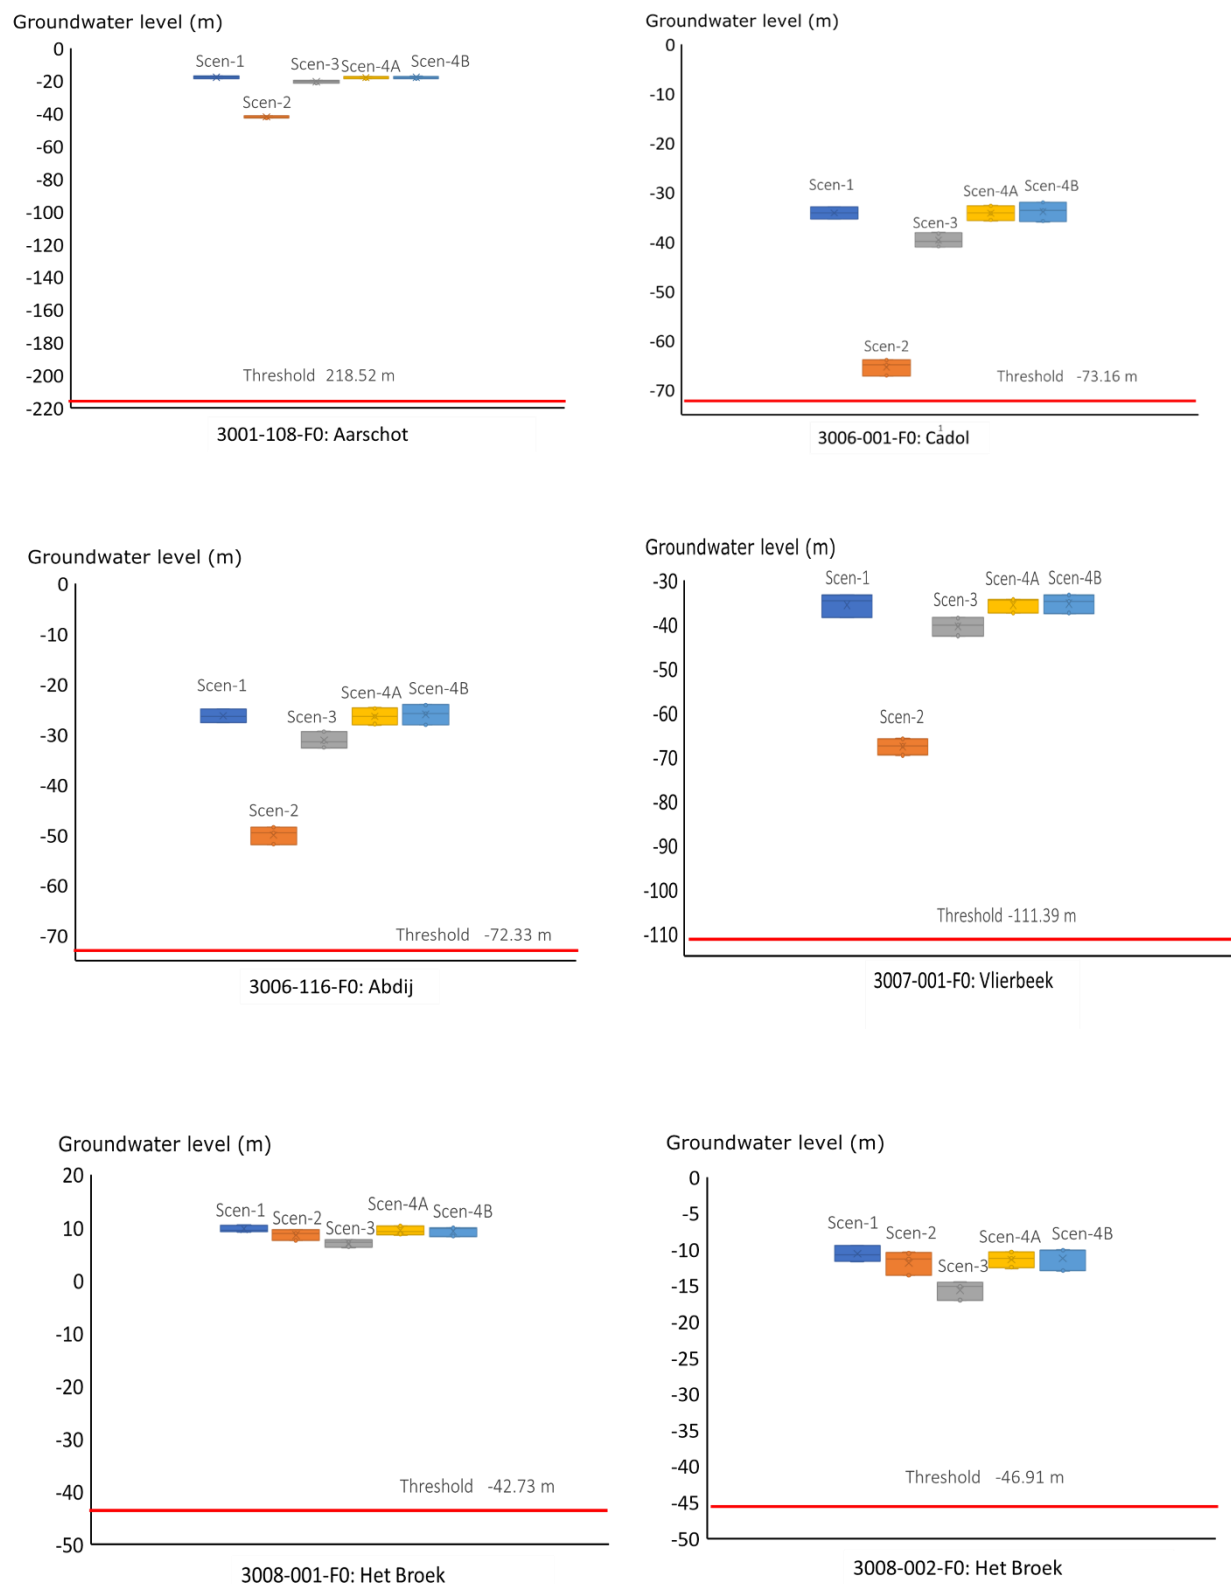 Groundwater level (m)
0
-20
-40
-60
-80
-100
-120
-140
-160
-180
-200
-220
Scen-1
Scen-2
Scen-3
Scen-4A
Scen-4B
Threshold 218.52 m
3001-108-F0: Aarschot
Groundwater level (m)
0
-10
-20
-30
-40
-50
-60
-70
Scen-1
Scen-2
Scen-3
Scen-4A
Scen-4B
Threshold -73.16 m
1
3006-001-F0: Cadol
Groundwater level (m)
0
-10
-20
-30
-40
-50
-60
-70
Scen-1
Scen-2
Scen-3
Scen-4A
Scen-4B
Threshold -72.33 m
3006-116-F0: Abdij
Groundwater level (m)
-30
-40
-50
-60
-70
-80
-90
-100
-110
Scen-1
Scen-2
Scen-3
Scen-4A
Scen-4B
Threshold -111.39 m
3007-001-F0: Vlierbeek
Groundwater level (m)
20
10
0
-10
-20
-30
-40
-50
Scen-1
Scen-2
Scen-3
Scen-4A
Scen-4B
Threshold -42.73 m
3008-001-F0: Het Broek
Groundwater level (m)
0
-5
-10
-15
-20
-25
-30
-35
-40
-45
-50
Scen-1
Scen-2
Scen-3
Scen-4A
Scen-4B
Threshold -46.91 m
3008-002-F0: Het Broek